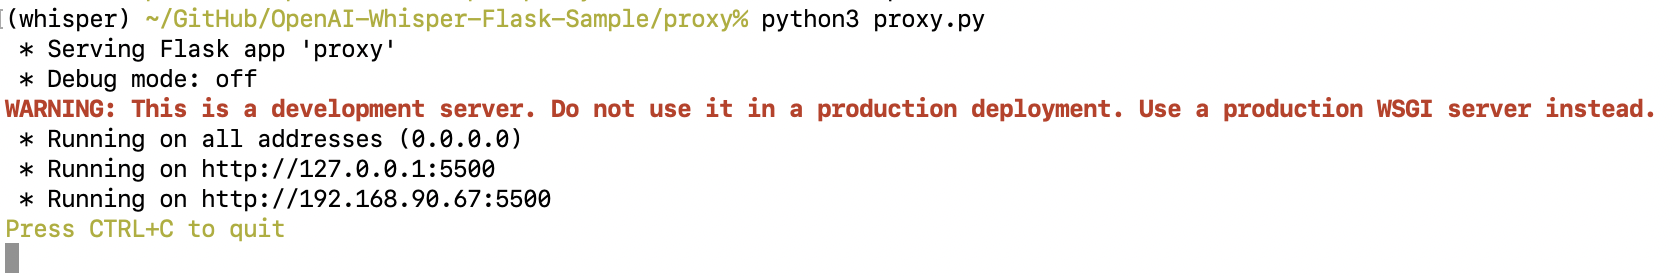 (whisper) ~/GitHub/OpenAI-Whisper-Flask-Sample/proxy% python3 proxy.py
* Serving Flask app 'proxy'
* Debug mode: off
WARNING: This is a development server. Do not use it in a production deployment. Use a production WSGI server instead.
* Running on all addresses (0.0.0.0)
* Running on http://127.0.0.1:5500
* Running on http://192.168.90.67:5500
Press CTRL+C to quit